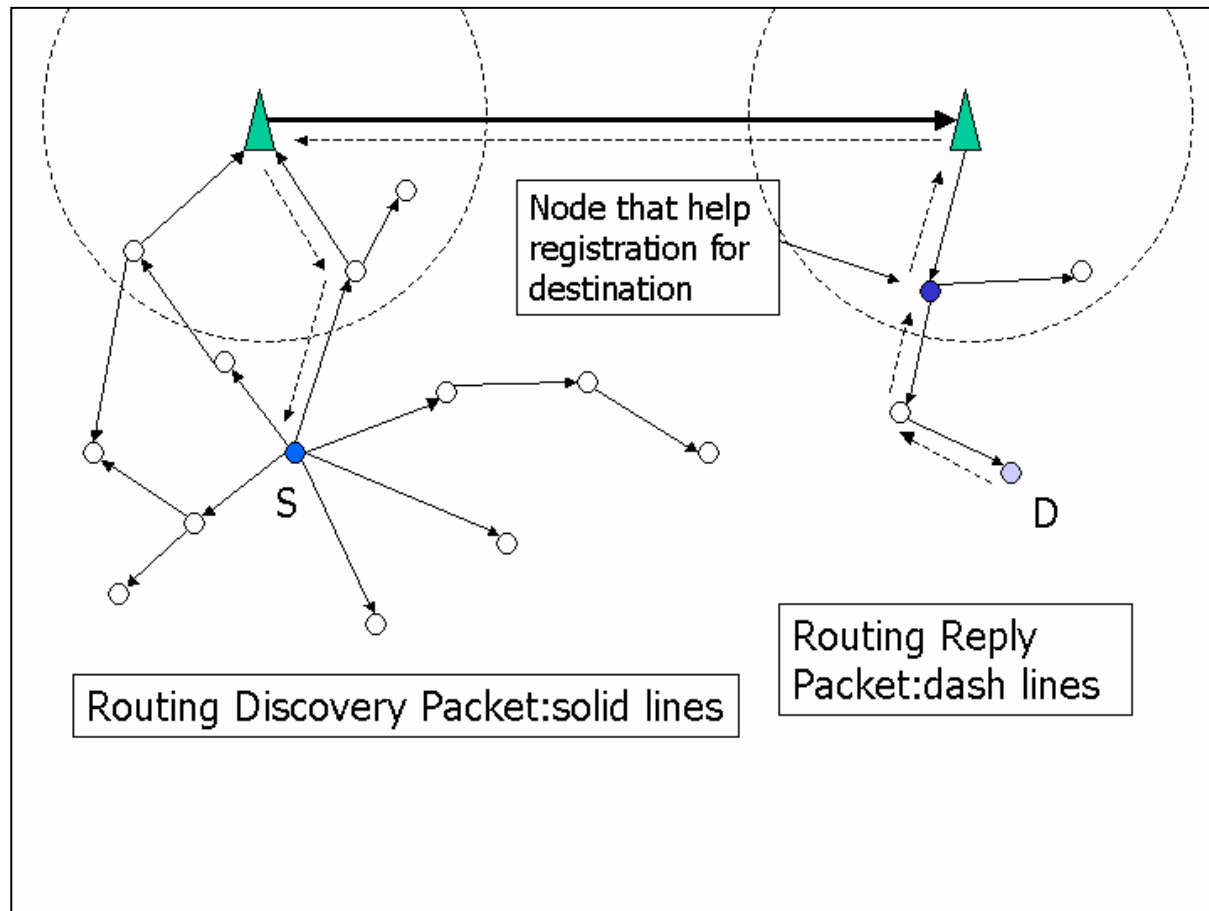 Node that help
registration for
destination
S
D
Routing Reply
Packet:dash lines
Routing Discovery Packet:solid lines